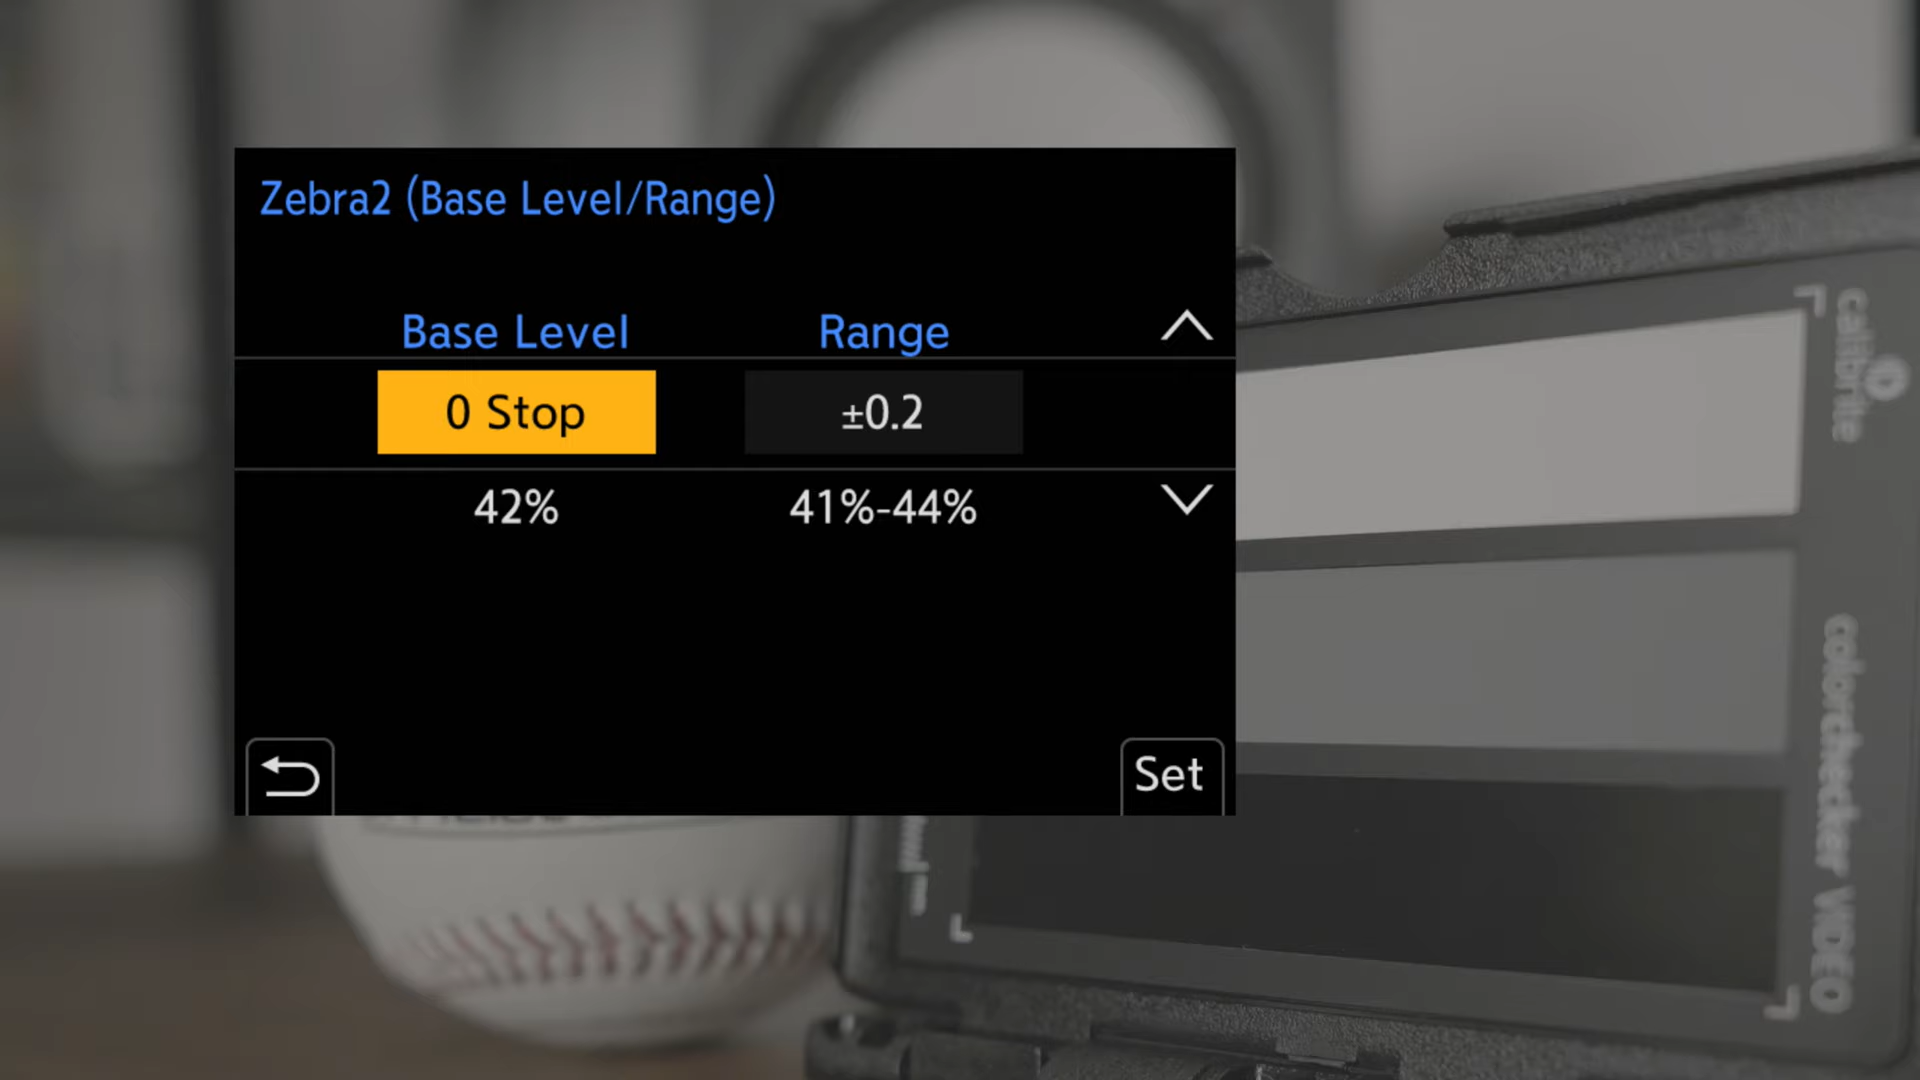 Zebra2 (Base Level/Range)
Base Level Range
0 Stop ±0.2
42% 41%-44%
Set
calibrite
colorchecker VIDEO